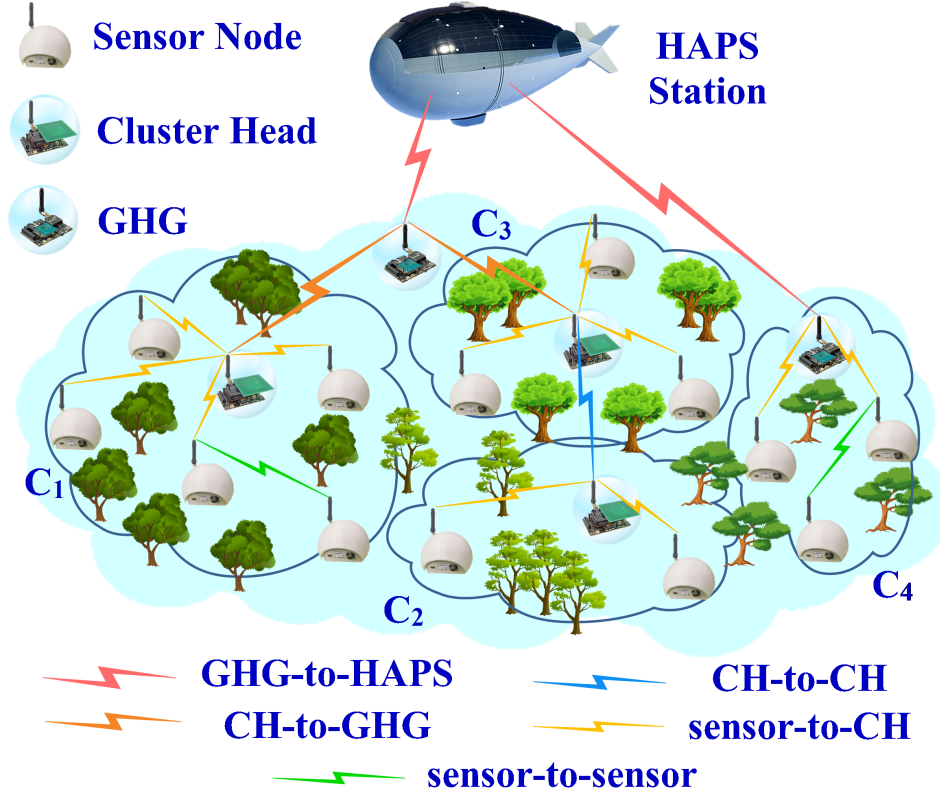 Sensor Node
HAPS
Station
Cluster Head
GHG
C3
C1
C2
C4
GHG-to-HAPS
CH-to-CH
CH-to-GHG
sensor-to-CH
sensor-to-sensor